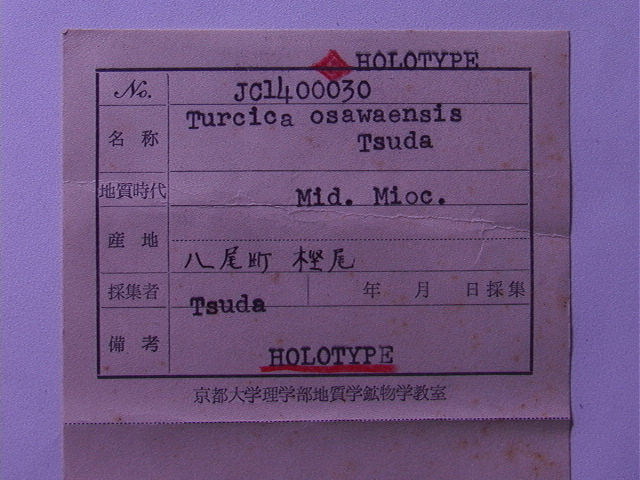 HOLOTYPE
No. JC1400030
名称 Turcica osawaensis
Tsuda
地質時代 Mid. Mioc.
産地
八尾町 樫尾
採集者 Tsuda 年 月 日採集
備考 HOLOTYPE
京都大学理学部地質学鉱物学教室